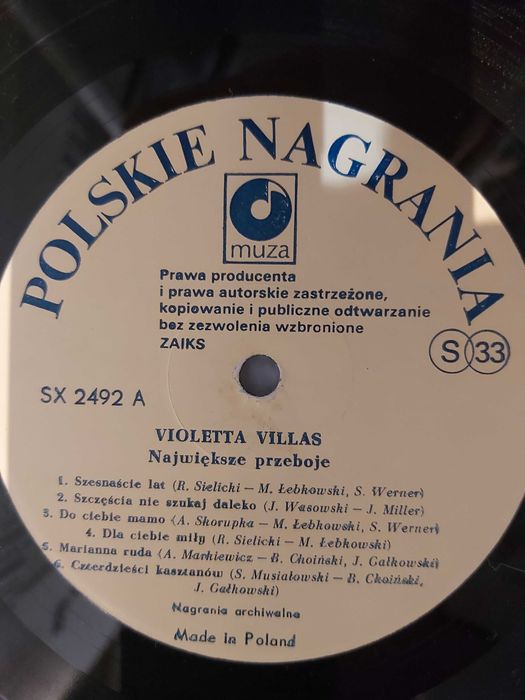 POLSKIE NAGRANIA
muza
Prawa producenta
i prawa autorskie zastrzeżone,
kopiowanie i publiczne odtwarzanie
bez zezwolenia wzbronione
ZAIKS
S 33
SX 2492 A
VIOLETTA VILLAS
Największe przeboje
1. Szesnaście lat (R. Sielicki – M. Łebkowski, S. Werner)
2. Szczęścia nie szukaj daleko (J. Wasowski – J. Miller)
3. Do ciebie mamo (A. Skorupka – M. Łebkowski, S. Werner)
4. Dla ciebie miły (R. Sielicki – M. Łebkowski)
5. Marianna ruda (A. Markiewicz – B. Choiński, J. Gałkowski)
6. Czterdzieści kasztanów (S. Musiałowski – B. Choiński,
J. Gałkowski)
Nagrania archiwalne
Made in Poland